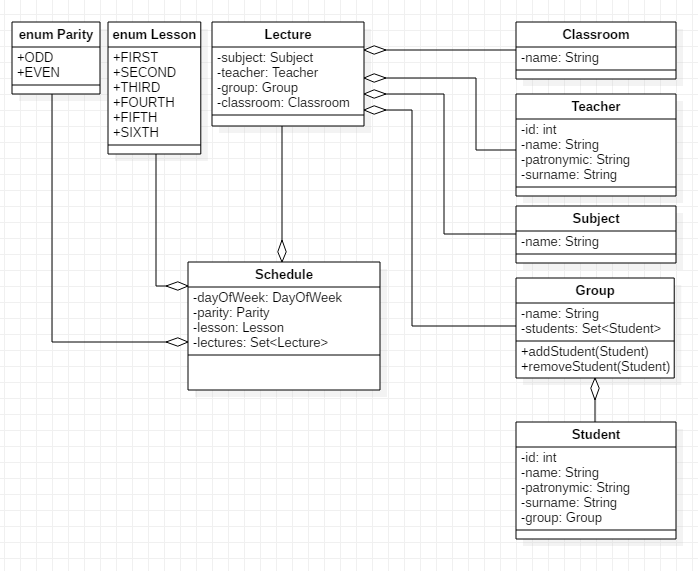 enum Parity
+ODD
+EVEN
enum Lesson
+FIRST
+SECOND
+THIRD
+FOURTH
+FIFTH
+SIXTH
Lecture
-subject: Subject
-teacher: Teacher
-group: Group
-classroom: Classroom
Classroom
-name: String
Teacher
-id: int
-name: String
-patronymic: String
-surname: String
Subject
-name: String
Schedule
-dayOfWeek: DayOfWeek
-parity: Parity
-lesson: Lesson
-lectures: Set<Lecture>
Group
-name: String
-students: Set<Student>
+addStudent(Student)
+removeStudent(Student)
Student
-id: int
-name: String
-patronymic: String
-surname: String
-group: Group